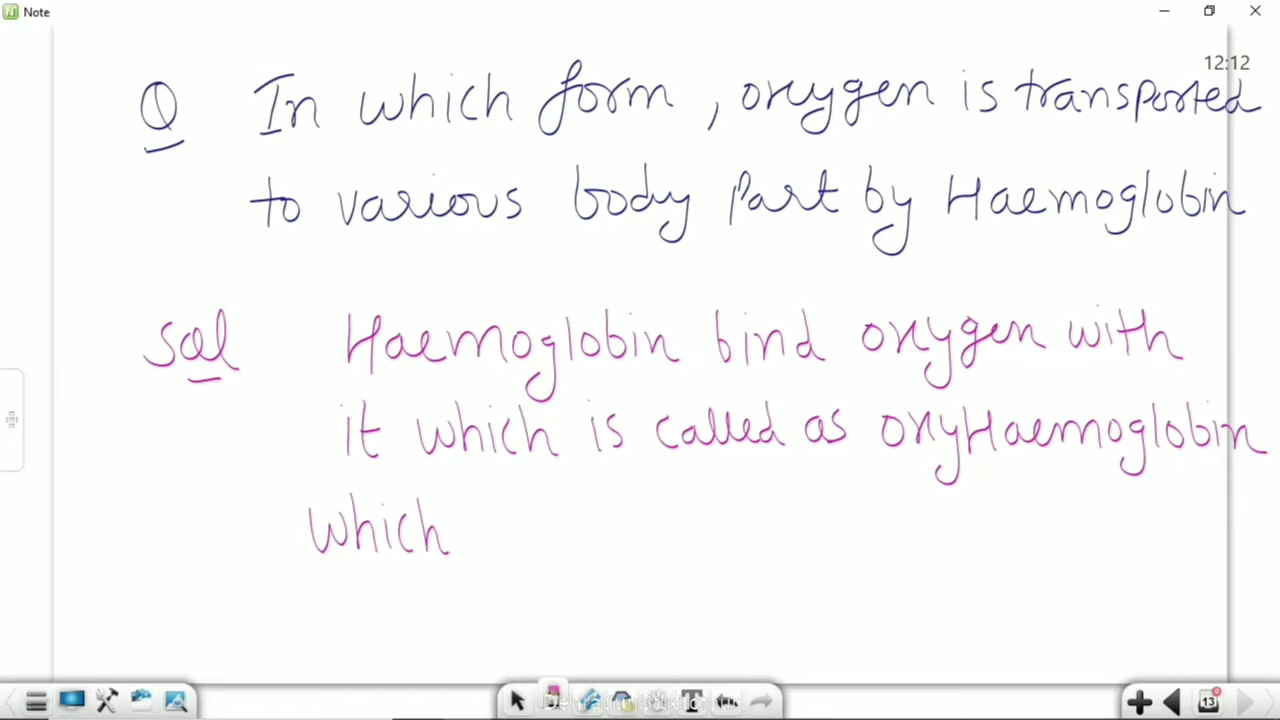 Note
12:12
Q In which form, oxygen is transported
to various body part by Haemoglobin
Sol Haemoglobin bind oxygen with
it which is called as oxyHaemoglobin
which
13